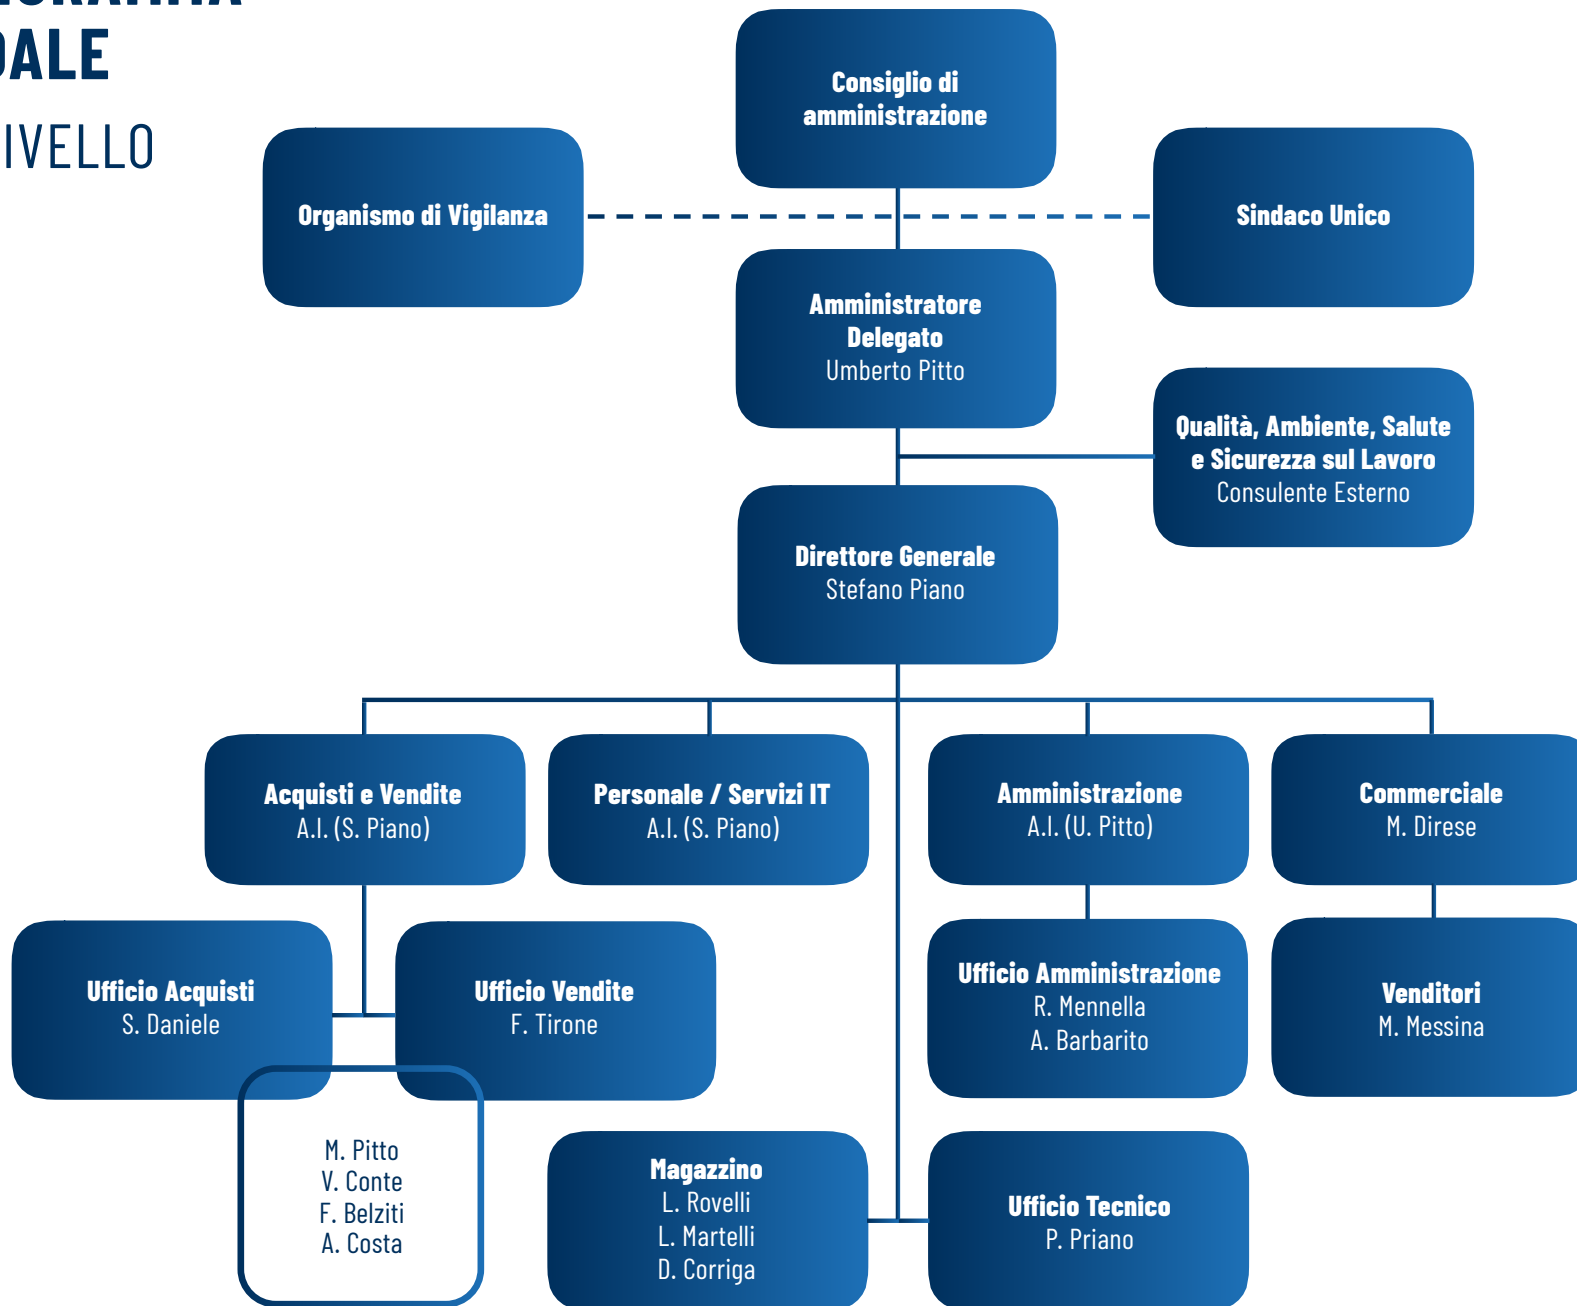 DALE
IVELLO
Consiglio di
amministrazione
Organismo di Vigilanza
Sindaco Unico
Amministratore
Delegato
Umberto Pitto
Qualità, Ambiente, Salute
e Sicurezza sul Lavoro
Consulente Esterno
Direttore Generale
Stefano Piano
Acquisti e Vendite
A.I. (S. Piano)
Personale / Servizi IT
A.I. (S. Piano)
Amministrazione
A.I. (U. Pitto)
Commerciale
M. Direse
Ufficio Acquisti
S. Daniele
Ufficio Vendite
F. Tirone
Ufficio Amministrazione
R. Mennella
A. Barbarito
Venditori
M. Messina
M. Pitto
V. Conte
F. Belziti
A. Costa
Magazzino
L. Rovelli
L. Martelli
D. Corriga
Ufficio Tecnico
P. Priano